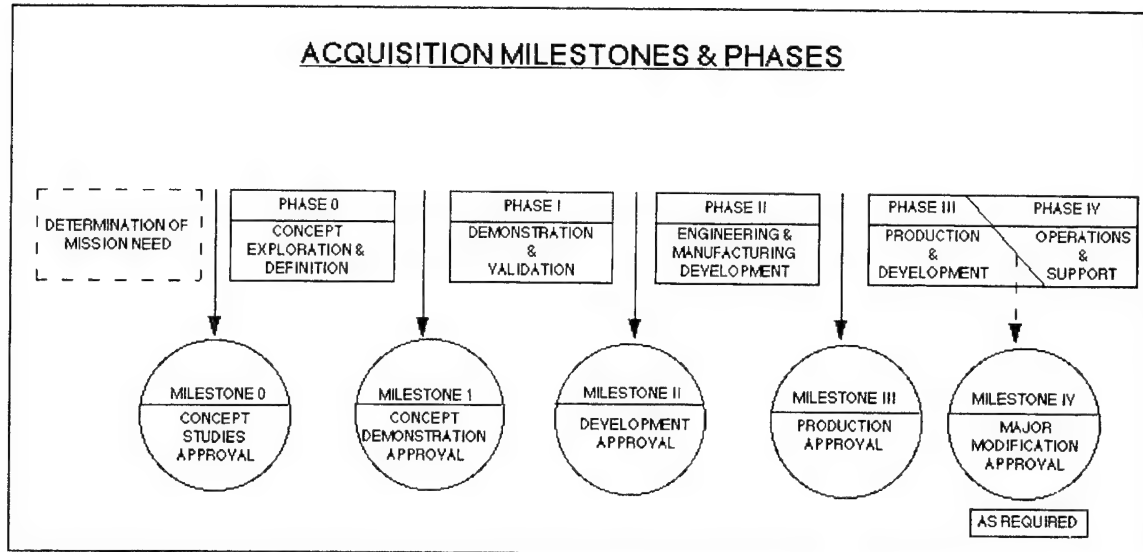 ACQUISITION MILESTONES & PHASES
DETERMINATION OF
MISSION NEED
PHASE 0
CONCEPT
EXPLORATION &
DEFINITION
PHASE I
DEMONSTRATION
&
VALIDATION
PHASE II
ENGINEERING &
MANUFACTURING
DEVELOPMENT
PHASE III
PRODUCTION
&
DEVELOPMENT
PHASE IV
OPERATIONS
&
SUPPORT
MILESTONE 0
CONCEPT
STUDIES
APPROVAL
MILESTONE 1
CONCEPT
DEMONSTRATION
APPROVAL
MILESTONE II
DEVELOPMENT
APPROVAL
MILESTONE III
PRODUCTION
APPROVAL
MILESTONE IV
MAJOR
MODIFICATION
APPROVAL
AS REQUIRED